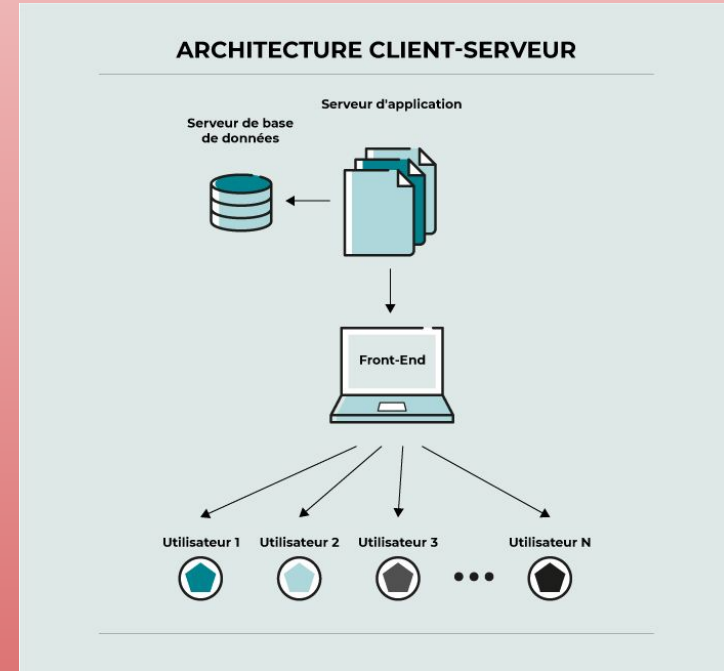 ARCHITECTURE CLIENT-SERVEUR
Serveur d'application
Serveur de base
de données
Front-End
Utilisateur 1
Utilisateur 2
Utilisateur 3
Utilisateur N